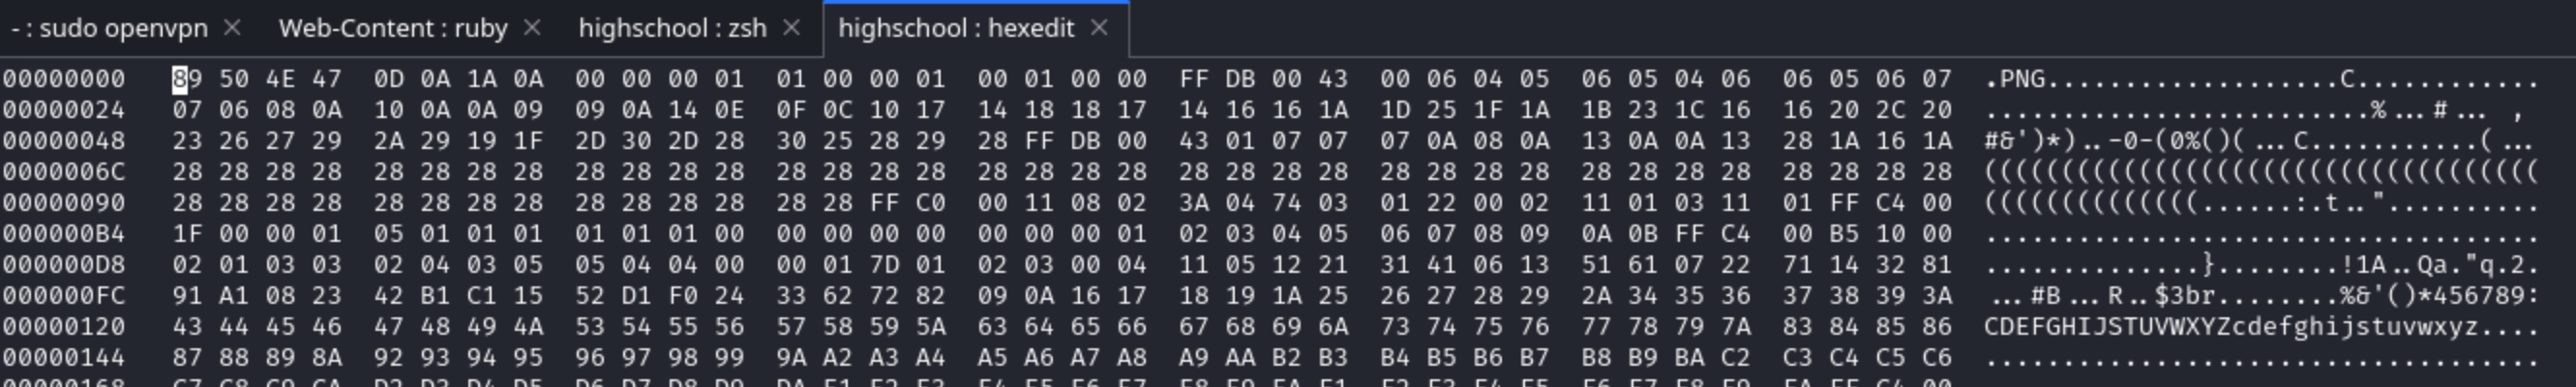 - : sudo openvpn × Web-Content : ruby × highschool : zsh × highschool : hexedit ×
00000000 89 50 4E 47 0D 0A 1A 0A 00 00 00 01 01 00 00 01 00 01 00 00 FF DB 00 43 00 06 04 05 06 05 04 06 06 05 06 07 .PNG...................C............
00000024 07 06 08 0A 10 0A 0A 09 09 0A 14 0E 0F 0C 10 17 14 18 18 17 14 16 16 1A 1D 25 1F 1A 1B 23 1C 16 16 20 2C 20 .........................%...#... , 
00000048 23 26 27 29 2A 29 19 1F 2D 30 2D 28 30 25 28 29 28 FF DB 00 43 01 07 07 07 0A 08 0A 13 0A 0A 13 28 1A 16 1A #&')*)..-0-(0%()(...C...........(...
0000006C 28 28 28 28 28 28 28 28 28 28 28 28 28 28 28 28 28 28 28 28 28 28 28 28 28 28 28 28 28 28 28 28 28 28 28 28 ((((((((((((((((((((((((((((((((((((
00000090 28 28 28 28 28 28 28 28 28 28 28 28 28 28 FF C0 00 11 08 02 3A 04 74 03 01 22 00 02 11 01 03 11 01 FF C4 00 ((((((((((((((......:.t.."..........
000000B4 1F 00 00 01 05 01 01 01 01 01 01 00 00 00 00 00 00 00 00 01 02 03 04 05 06 07 08 09 0A 0B FF C4 00 B5 10 00 ....................................
000000D8 02 01 03 03 02 04 03 05 05 04 04 00 00 01 7D 01 02 03 00 04 11 05 12 21 31 41 06 13 51 61 07 22 71 14 32 81 ..............}........!1A..Qa."q.2.
000000FC 91 A1 08 23 42 B1 C1 15 52 D1 F0 24 33 62 72 82 09 0A 16 17 18 19 1A 25 26 27 28 29 2A 34 35 36 37 38 39 3A ...#B...R..$3br........%&'()*456789:
00000120 43 44 45 46 47 48 49 4A 53 54 55 56 57 58 59 5A 63 64 65 66 67 68 69 6A 73 74 75 76 77 78 79 7A 83 84 85 86 CDEFGHIJSTUVWXYZcdefghijstuvwxyz....
00000144 87 88 89 8A 92 93 94 95 96 97 98 99 9A A2 A3 A4 A5 A6 A7 A8 A9 AA B2 B3 B4 B5 B6 B7 B8 B9 BA C2 C3 C4 C5 C6 ....................................